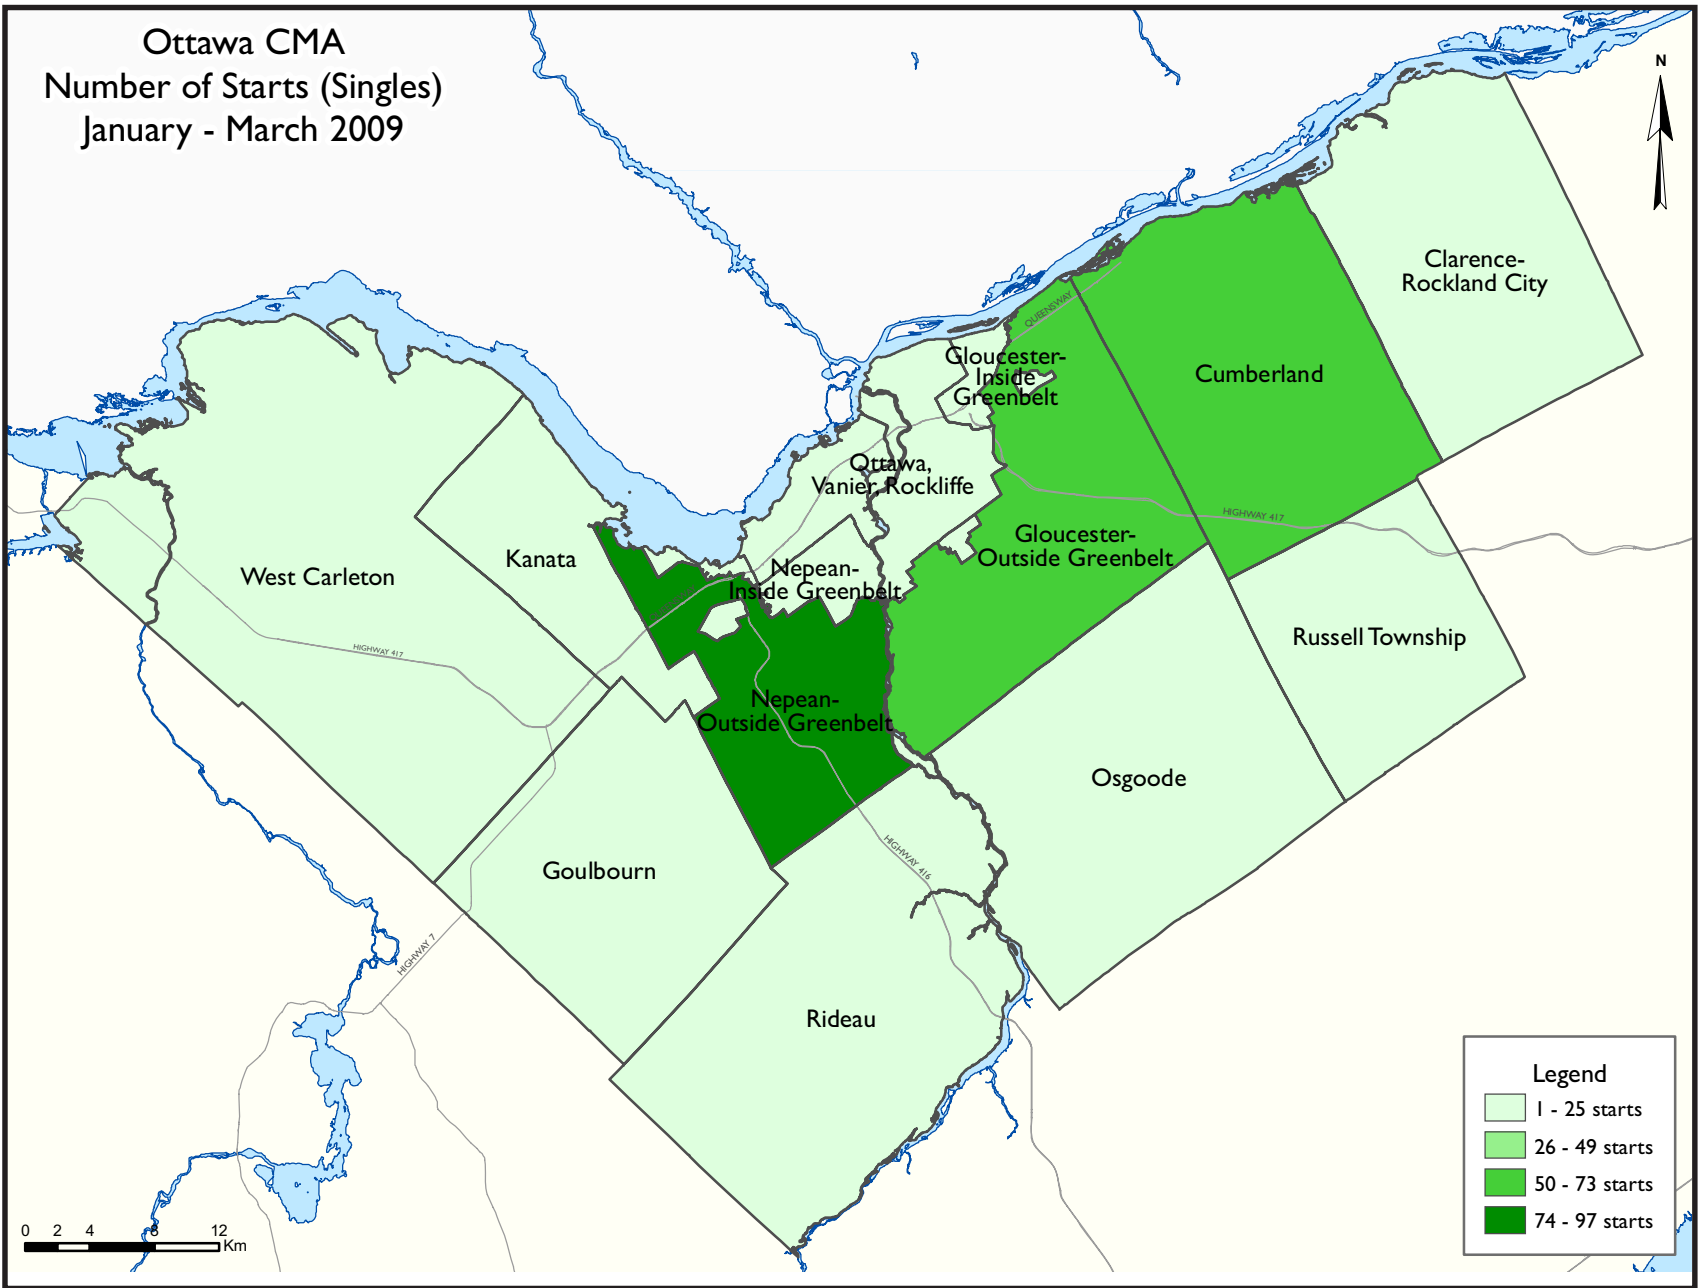 Ottawa CMA
Number of Starts (Singles)
January - March 2009
N
Clarence-
Rockland City
QUEENSWAY
Gloucester-
Inside
Greenbelt
Cumberland
Ottawa,
Vanier, Rockliffe
HIGHWAY 417
Gloucester-
Outside Greenbelt
Kanata
West Carleton
Nepean-
Inside Greenbelt
Russell Township
HIGHWAY 417
Nepean-
Outside Greenbelt
Osgoode
Goulbourn
HIGHWAY 416
HIGHWAY 7
Rideau
Legend
1 - 25 starts
26 - 49 starts
50 - 73 starts
74 - 97 starts
0 2 4 8 12
Km